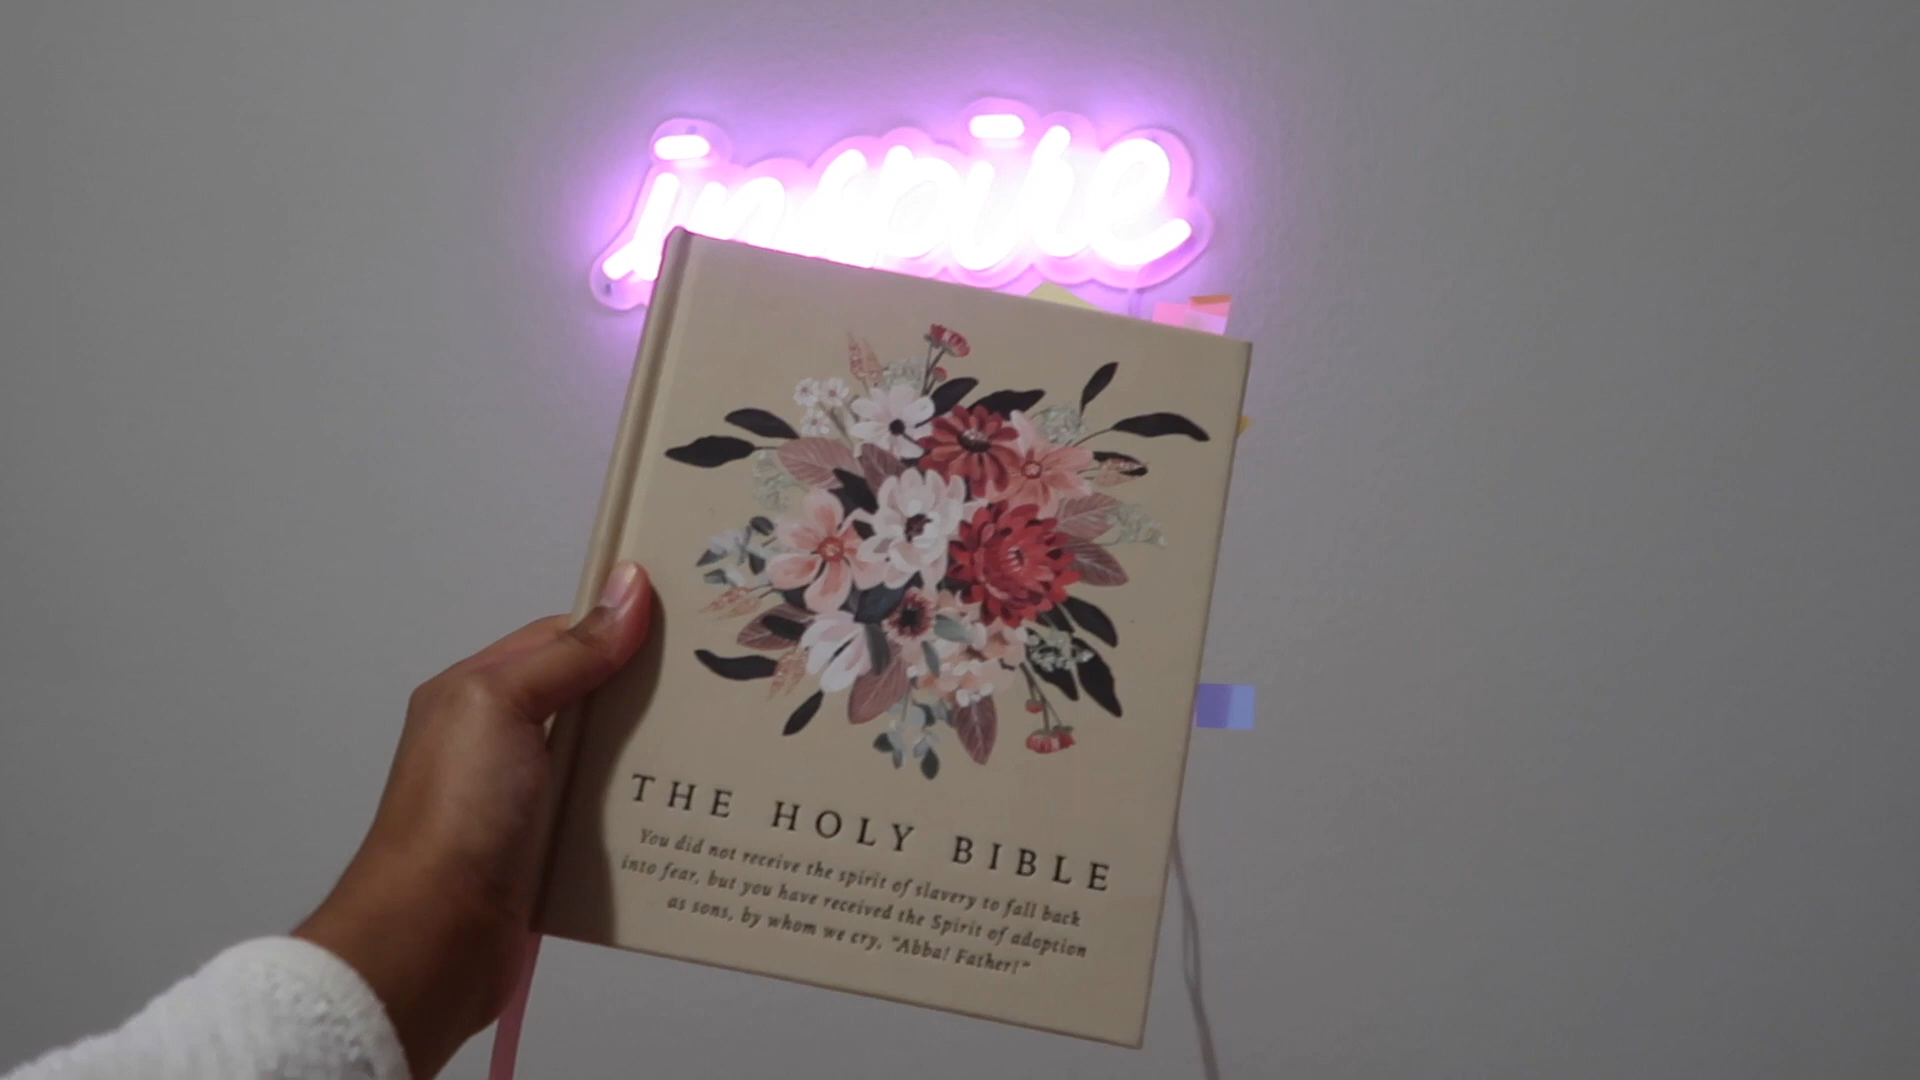 inspire
THE HOLY BIBLE
You did not receive the spirit of slavery to fall back
into fear, but you have received the Spirit of adoption
as sons, by whom we cry, "Abba! Father!"